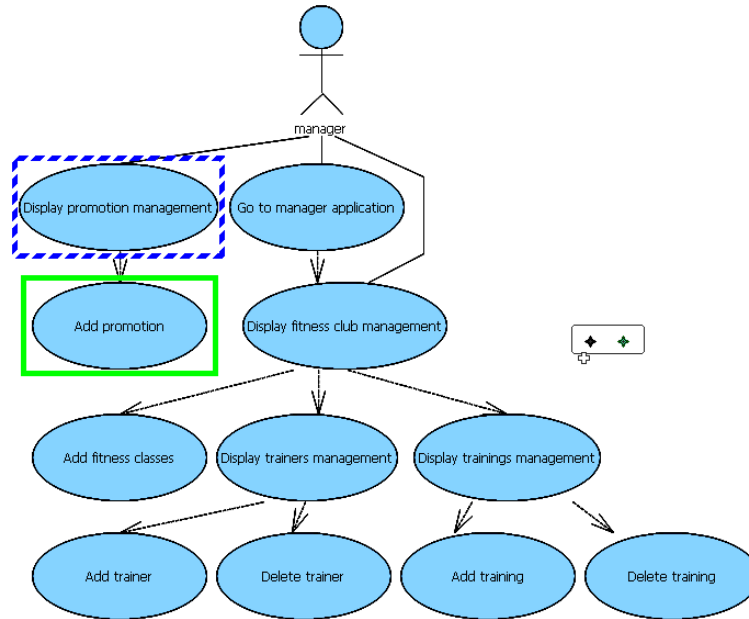 manager
Display promotion management
Go to manager application
Add promotion
Display fitness club management
Add fitness classes
Display trainers management
Display trainings management
Add trainer
Delete trainer
Add training
Delete training